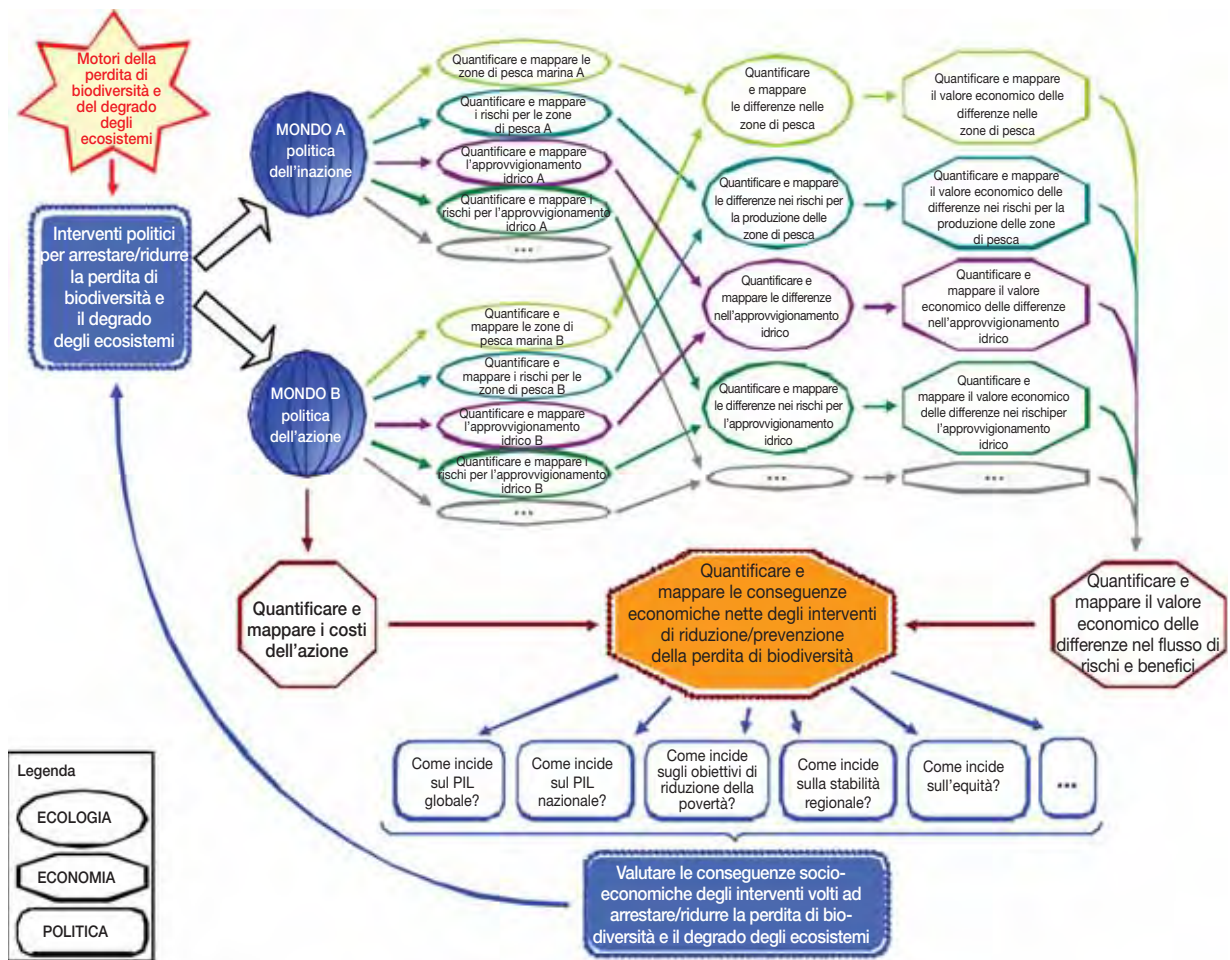 Motori della
perdita di
biodiversità e
del degrado
degli
ecosistemi
Interventi politici
per arrestare/ridurre
la perdita di
biodiversità e
il degrado
degli ecosistemi
MONDO A
politica
dell'inazione
Quantificare e mappare le
zone di pesca marina A
Quantificare e mappare
i rischi per le zone
di pesca A
Quantificare e mappare
l'approvvigionamento
idrico A
Quantificare e mappare i
rischi per l'approvvigionamento
idrico A
...
MONDO B
politica
dell'azione
Quantificare e
mappare le zone di
pesca marina B
Quantificare e
mappare i rischi per le
zone di pesca B
Quantificare e mappare
l'approvvigionamento
idrico B
Quantificare e mappare i
rischi per l'approvvigionamento
idrico B
...
Quantificare
e mappare
le differenze nelle
zone di pesca
Quantificare e mappare
le differenze nei rischi per
la produzione delle
zone di pesca
Quantificare e
mappare le differenze
nell'approvvigionamento
idrico
Quantificare e mappare
le differenze nei rischi per
l'approvvigionamento
idrico
...
Quantificare e mappare
il valore economico delle
differenze nelle
zone di pesca
Quantificare e mappare
il valore economico delle
differenze nei rischi per la
produzione delle zone
di pesca
Quantificare e
mappare il valore
economico delle differenze
nell'approvvigionamento
idrico
Quantificare e
mappare il valore economico
delle differenze nei rischiper
l'approvvigionamento
idrico
...
Quantificare e
mappare i costi
dell'azione
Quantificare e
mappare le conseguenze
economiche nette degli interventi
di riduzione/prevenzione
della perdita di biodiversità
Quantificare e
mappare il valore
economico delle
differenze nel flusso di
rischi e benefici
Come incide
sul PIL
globale?
Come incide
sul PIL
nazionale?
Come incide
sugli obiettivi di
riduzione della
povertà?
Come incide
sulla stabilità
regionale?
Come incide
sull'equità?
...
Valutare le conseguenze socio-
economiche degli interventi volti ad
arrestare/ridurre la perdita di bio-
diversità e il degrado degli ecosistemi
Legenda
ECOLOGIA
ECONOMIA
POLITICA